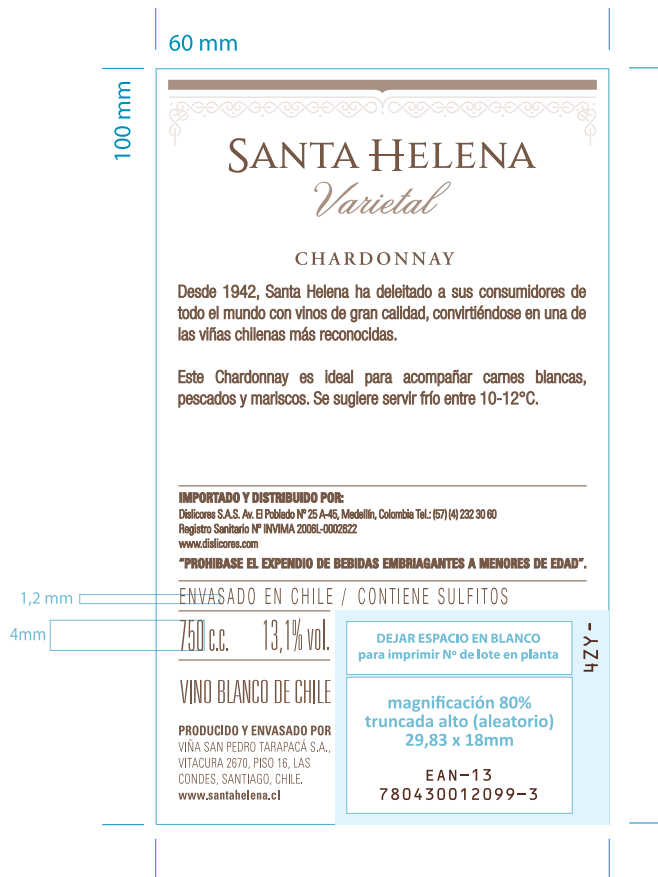 60 mm
100 mm
SANTA HELENA
Varietal
CHARDONNAY
Desde 1942, Santa Helena ha deleitado a sus consumidores de
todo el mundo con vinos de gran calidad, convirtiéndose en una de
las viñas chilenas más reconocidas.
Este Chardonnay es ideal para acompañar carnes blancas,
pescados y mariscos. Se sugiere servir frío entre 10-12°C.
IMPORTADO Y DISTRIBUIDO POR:
Dislicores S.A.S. Av. El Poblado Nº 25 A-45, Medellín, Colombia Tel.: (57) (4) 232 30 60
Registro Sanitario Nº INVIMA 2006L-0002622
www.dislicores.com
"PROHIBASE EL EXPENDIO DE BEBIDAS EMBRIAGANTES A MENORES DE EDAD".
1,2 mm
ENVASADO EN CHILE / CONTIENE SULFITOS
4mm
750 c.c. 13,1% vol.
VINO BLANCO DE CHILE
PRODUCIDO Y ENVASADO POR
VIÑA SAN PEDRO TARAPACÁ S.A.,
VITACURA 2670, PISO 16, LAS
CONDES, SANTIAGO, CHILE.
www.santahelena.cl
DEJAR ESPACIO EN BLANCO
para imprimir Nº de lote en planta
4ZY-
magnificación 80%
truncada alto (aleatorio)
29,83 x 18mm
EAN-13
780430012099-3